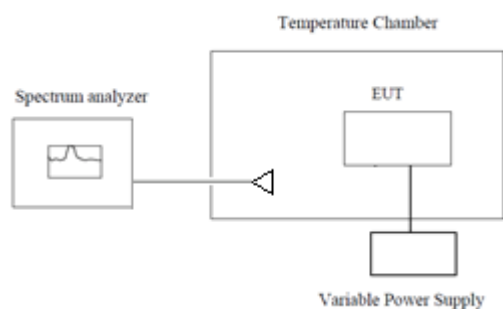 Temperature Chamber
Spectrum analyzer
EUT
Variable Power Supply